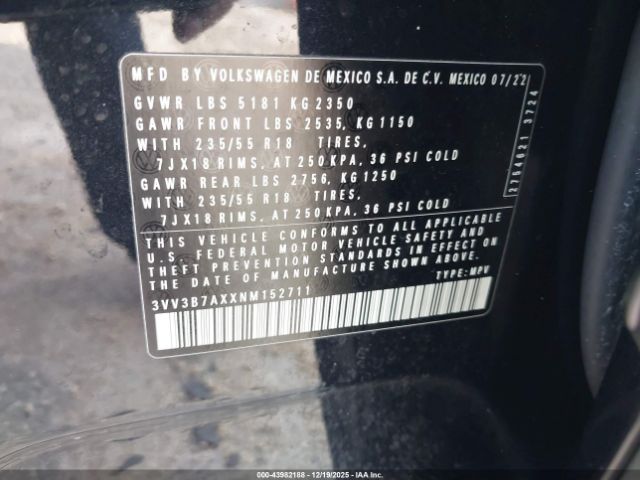 MFD BY VOLKSWAGEN DE MEXICO S.A. DE C.V. MEXICO 07/22
GVWR LBS 5181 KG 2350
GAWR FRONT LBS 2535, KG 1150
WITH 235/55 R18 TIRES,
7JX18 RIMS, AT 250 KPA, 36 PSI COLD
GAWR REAR LBS 2756, KG 1250
WITH 235/55 R18 TIRES,
7JX18 RIMS, AT 250 KPA, 36 PSI COLD
THIS VEHICLE CONFORMS TO ALL APPLICABLE
U.S. FEDERAL MOTOR VEHICLE SAFETY AND
THEFT PREVENTION STANDARDS IN EFFECT ON
THE DATE OF MANUFACTURE SHOWN ABOVE.
3VV3B7AXXNM152711 TYPE: MPV
2754021 3724
000-43982188 • 12/19/2025 • IAA Inc.